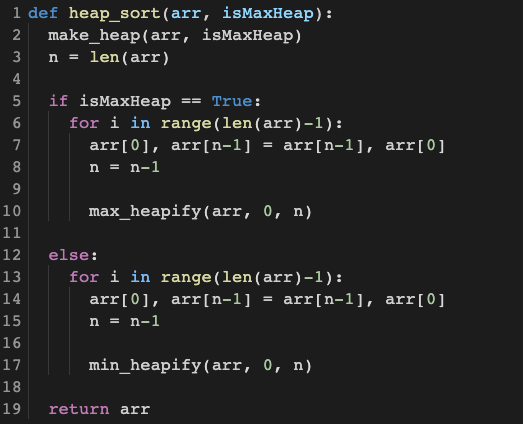 1 def heap_sort(arr, isMaxHeap):
2   make_heap(arr, isMaxHeap)
3   n = len(arr)
4
5   if isMaxHeap == True:
6     for i in range(len(arr)-1):
7       arr[0], arr[n-1] = arr[n-1], arr[0]
8       n = n-1
9
10       max_heapify(arr, 0, n)
11
12   else:
13     for i in range(len(arr)-1):
14       arr[0], arr[n-1] = arr[n-1], arr[0]
15       n = n-1
16
17       min_heapify(arr, 0, n)
18
19   return arr